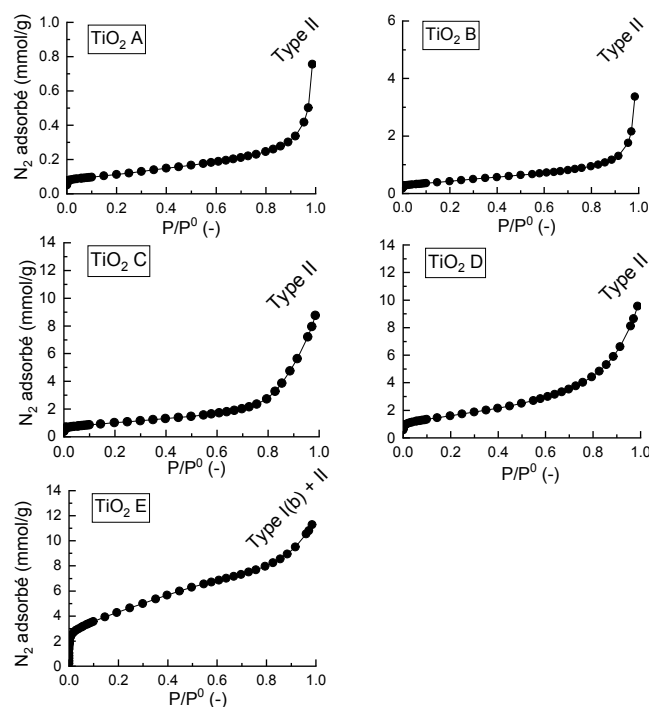 TiO₂ A
Type II
N₂ adsorbé (mmol/g)
1.0
0.8
0.6
0.4
0.2
0.0
0.0 0.2 0.4 0.6 0.8 1.0
P/P⁰ (-)
TiO₂ B
Type II
6
4
2
0
0.0 0.2 0.4 0.6 0.8 1.0
P/P⁰ (-)
TiO₂ C
Type II
N₂ adsorbé (mmol/g)
14
12
10
8
6
4
2
0
0.0 0.2 0.4 0.6 0.8 1.0
P/P⁰ (-)
TiO₂ D
Type II
14
12
10
8
6
4
2
0
0.0 0.2 0.4 0.6 0.8 1.0
P/P⁰ (-)
TiO₂ E
Type I(b) + II
N₂ adsorbé (mmol/g)
14
12
10
8
6
4
2
0
0.0 0.2 0.4 0.6 0.8 1.0
P/P⁰ (-)